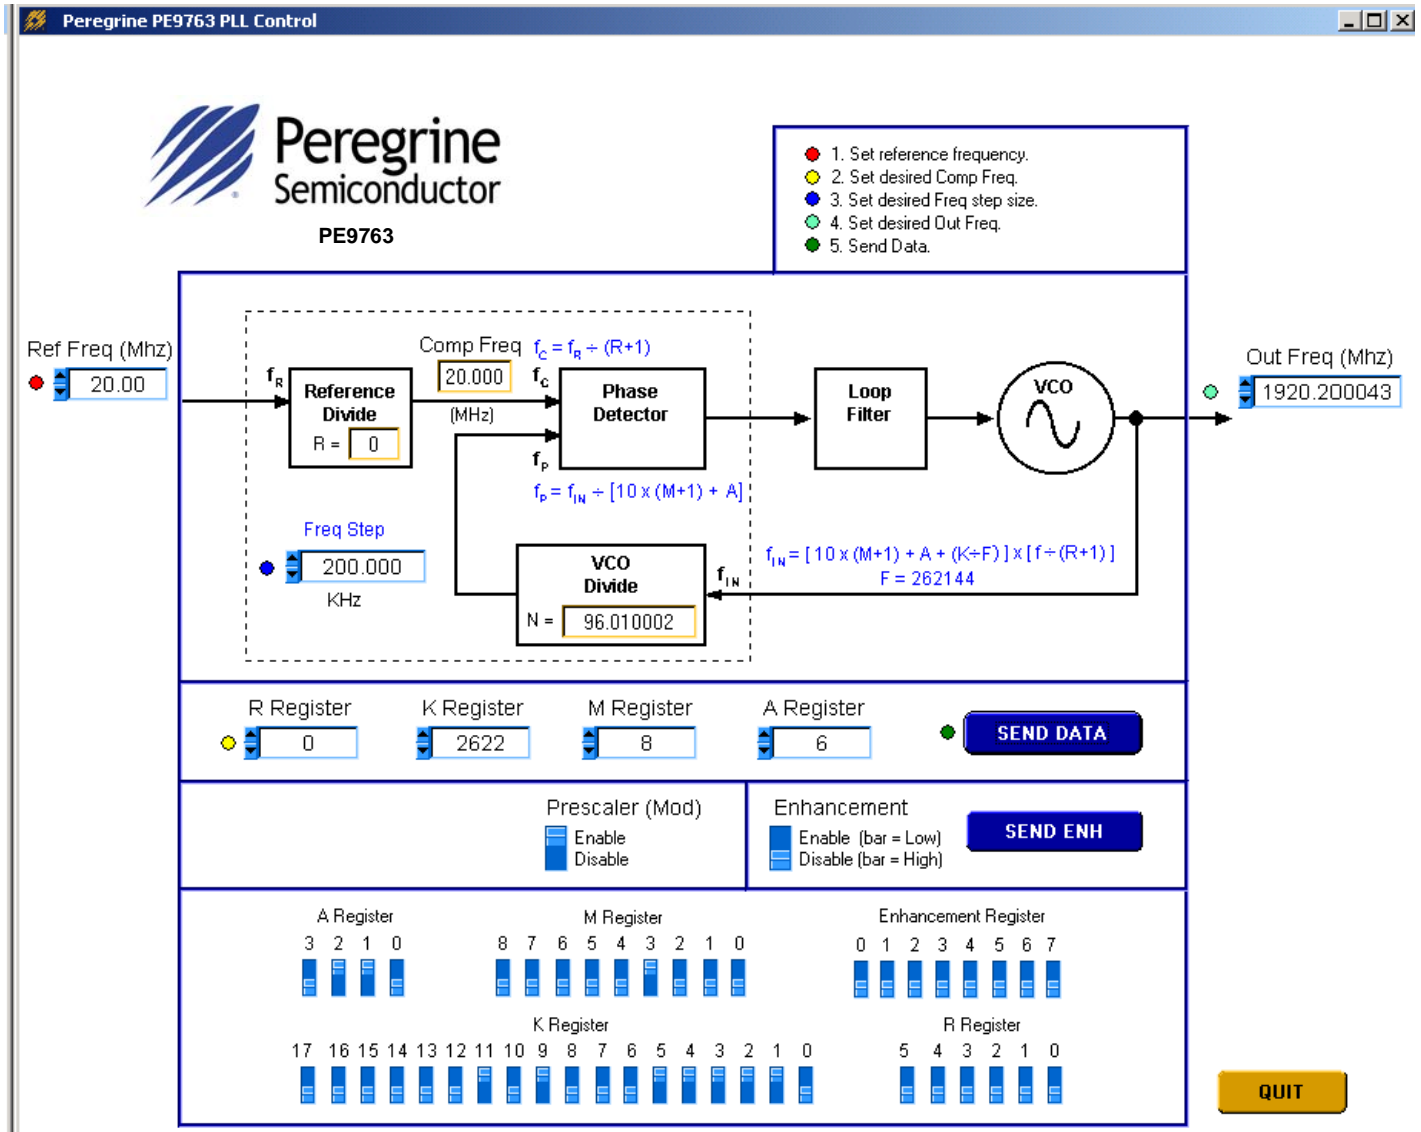 Peregrine PE9763 PLL Control
Peregrine
Semiconductor
PE9763
1. Set reference frequency.
2. Set desired Comp Freq.
3. Set desired Freq step size.
4. Set desired Out Freq.
5. Send Data.
Ref Freq (Mhz)
20.00
Comp Freq
20.000
(MHz)
fC = fR ÷ (R+1)
fR
Reference
Divide
R = 0
fC
fP
Phase
Detector
fP = fIN ÷ [10 x (M+1) + A]
Loop
Filter
VCO
Out Freq (Mhz)
1920.200043
Freq Step
200.000
KHz
VCO
Divide
N = 96.010002
fIN
fIN = [ 10 x (M+1) + A + (K÷F) ] x [ f ÷ (R+1) ]
F = 262144
R Register K Register M Register A Register
0 2622 8 6
SEND DATA
Prescaler (Mod)
Enable
Disable
Enhancement
Enable (bar = Low)
Disable (bar = High)
SEND ENH
A Register
3 2 1 0
M Register
8 7 6 5 4 3 2 1 0
Enhancement Register
0 1 2 3 4 5 6 7
K Register
17 16 15 14 13 12 11 10 9 8 7 6 5 4 3 2 1 0
R Register
5 4 3 2 1 0
QUIT